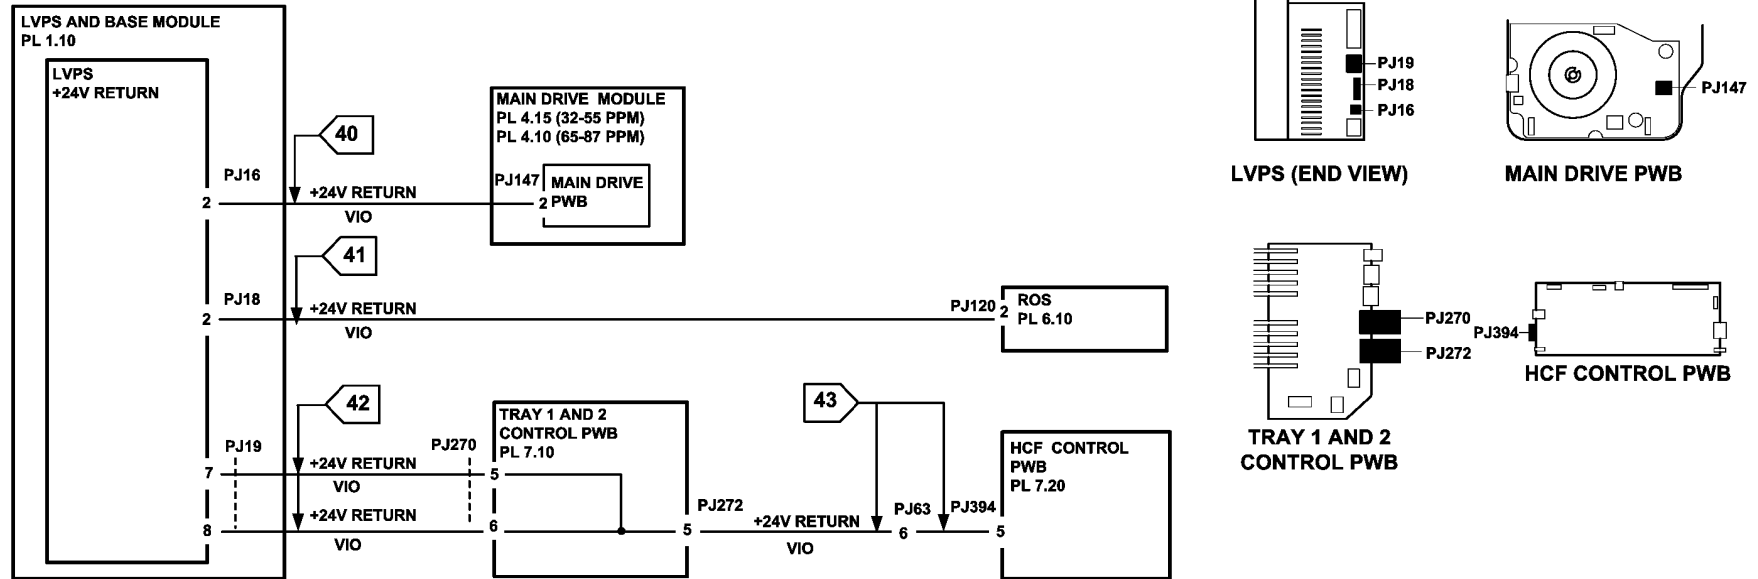 LVPS AND BASE MODULE
PL 1.10
LVPS
+24V RETURN
PJ16
2
40
+24V RETURN
VIO
MAIN DRIVE MODULE
PL 4.15 (32-55 PPM)
PL 4.10 (65-87 PPM)
PJ147
2
MAIN DRIVE
PWB
PJ18
2
41
+24V RETURN
VIO
PJ120
2
ROS
PL 6.10
42
PJ19
7
+24V RETURN
VIO
8
+24V RETURN
VIO
PJ270
5
6
TRAY 1 AND 2
CONTROL PWB
PL 7.10
5
PJ272
+24V RETURN
VIO
43
PJ63
6
PJ394
5
HCF CONTROL
PWB
PL 7.20
PJ19
PJ18
PJ16
LVPS (END VIEW)
PJ147
MAIN DRIVE PWB
PJ270
PJ272
TRAY 1 AND 2
CONTROL PWB
PJ394
HCF CONTROL PWB